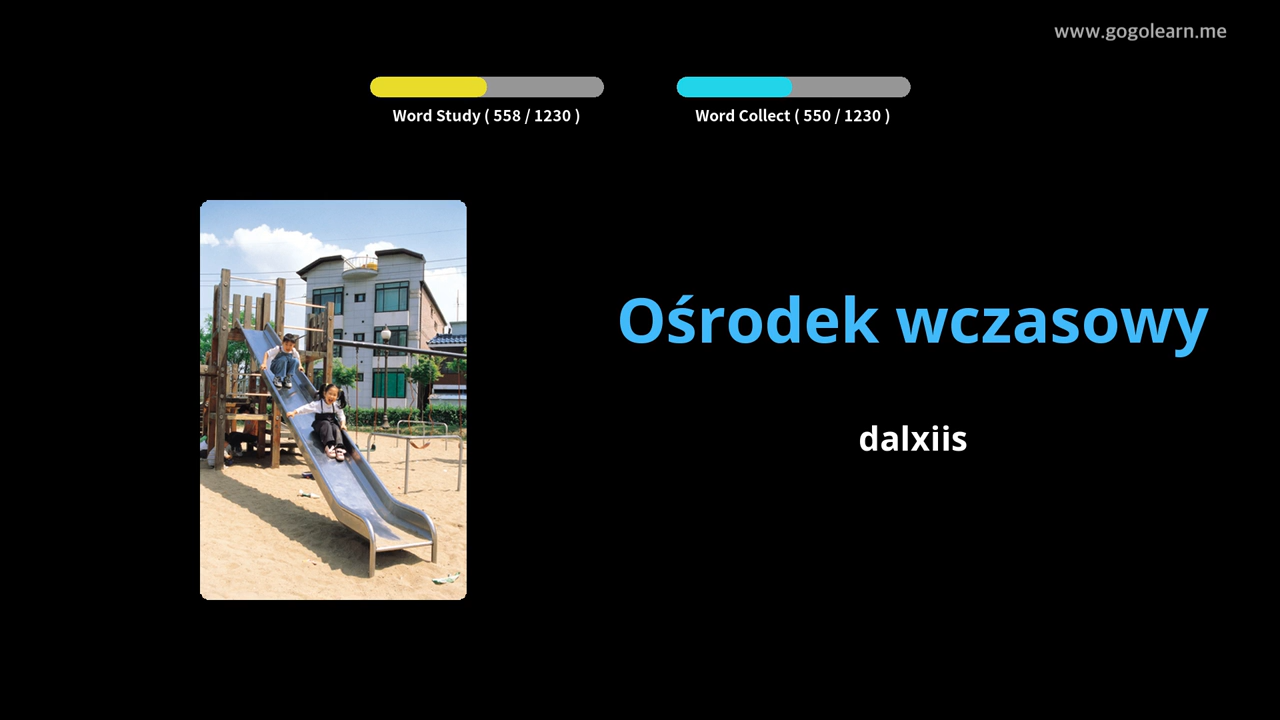 www.gogolearn.me
Word Study ( 558 / 1230 )
Word Collect ( 550 / 1230 )
Ośrodek wczasowy
dalxiis